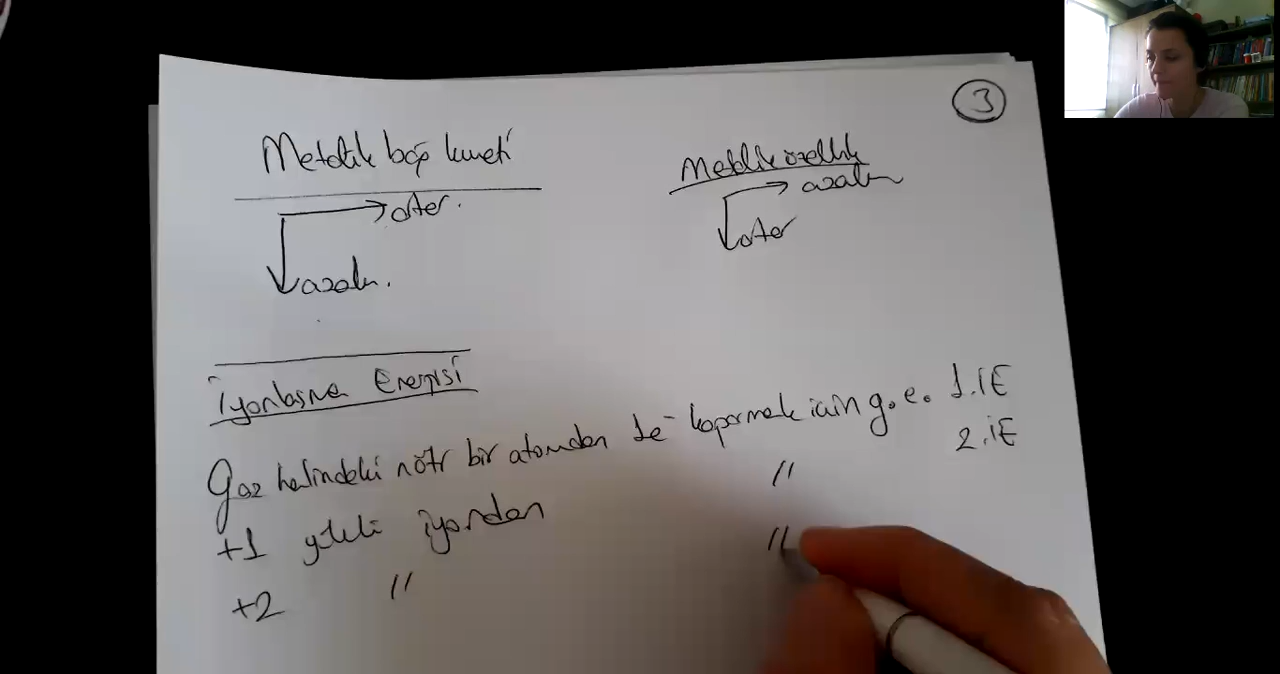 3
Metalik bağ kuveti
artar.
azalır.
Metalik özellik
azalır
artar
İyonlaşma Enerjisi
Gaz halindeki nötr bir atomdan 1e⁻ koparmak için g.e. 1.İE
+1 yüklü iyondan " 2.İE
+2 " "